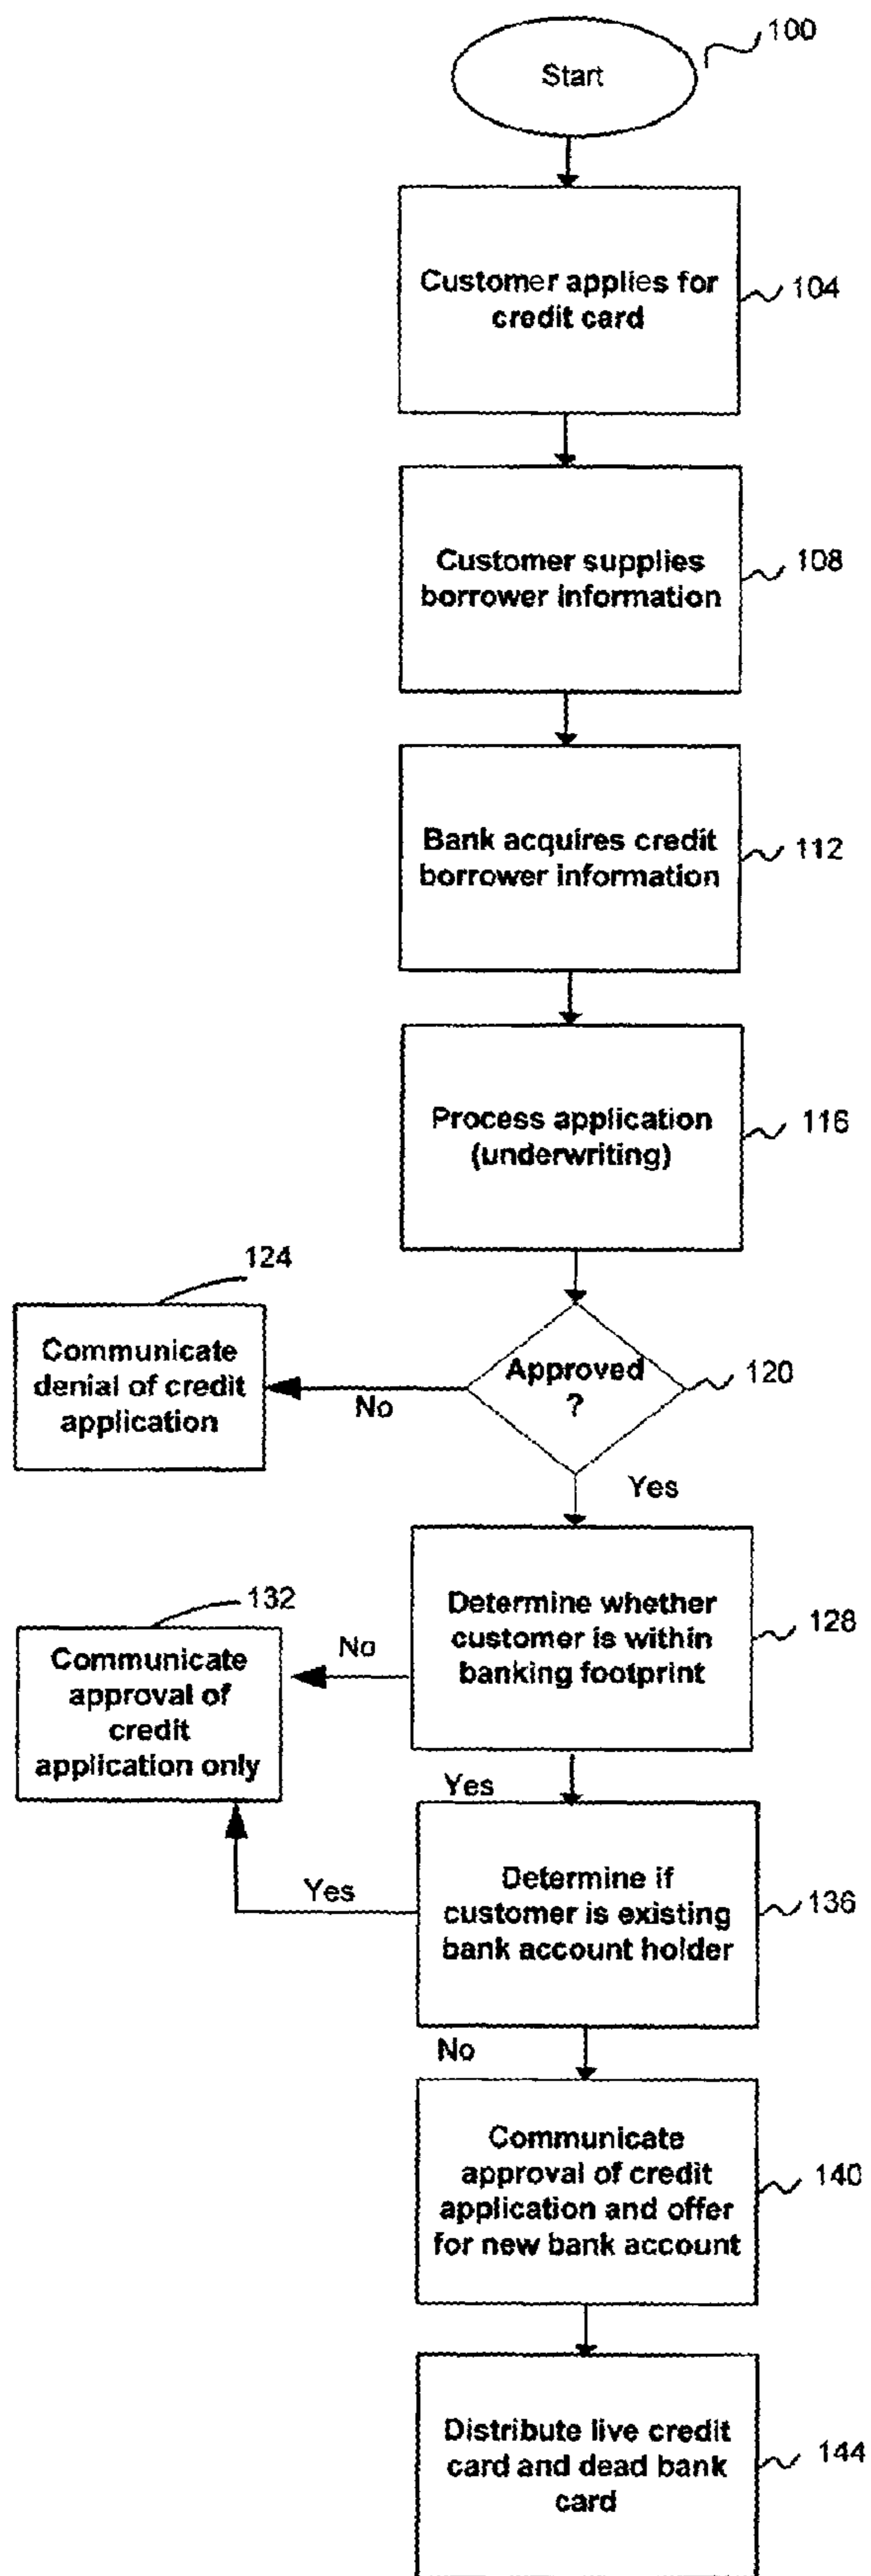 100
Start
Customer applies for
credit card
104
Customer supplies
borrower information
108
Bank acquires credit
borrower information
112
Process application
(underwriting)
116
124
Communicate
denial of credit
application
No
Approved
?
120
Yes
132
Communicate
approval of
credit
application only
No
Determine whether
customer is within
banking footprint
128
Yes
Yes
Determine if
customer is existing
bank account holder
136
No
Communicate
approval of credit
application and offer
for new bank account
140
Distribute live credit
card and dead bank
card
144